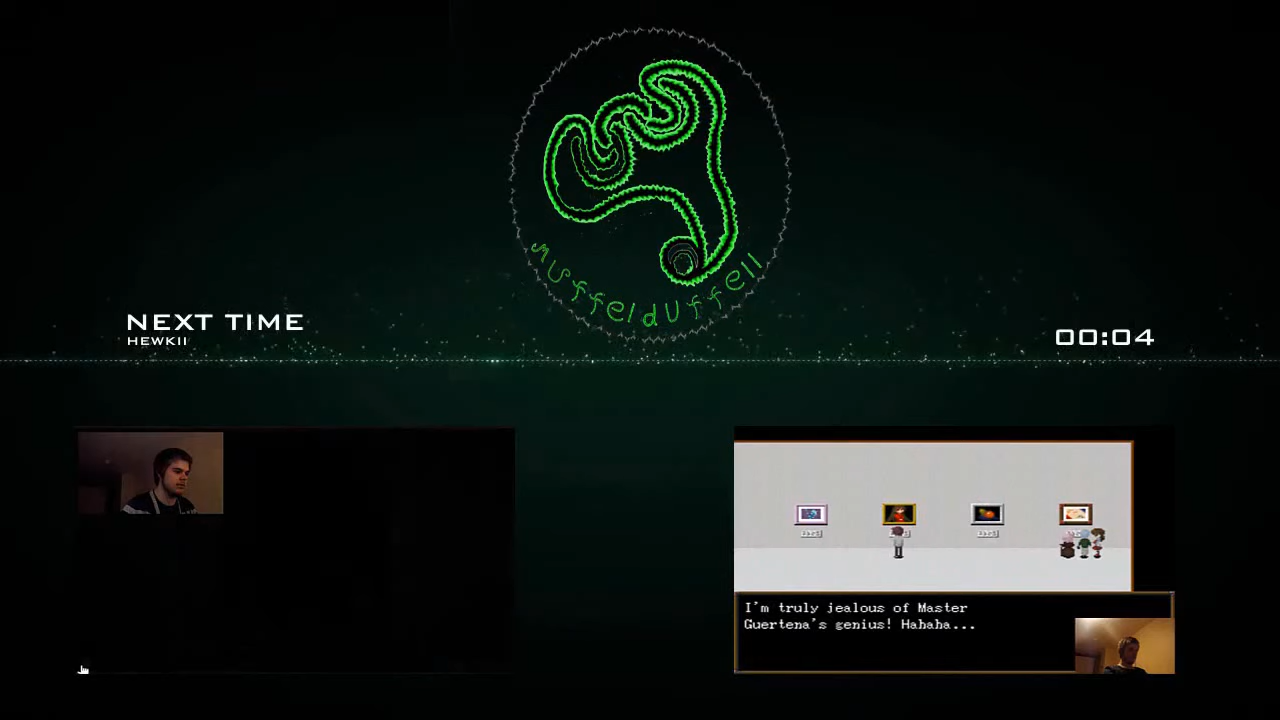 muffelduffell
NEXT TIME
HEWKII
00:04
I'm truly jealous of Master
Guertena's genius! Hahaha...